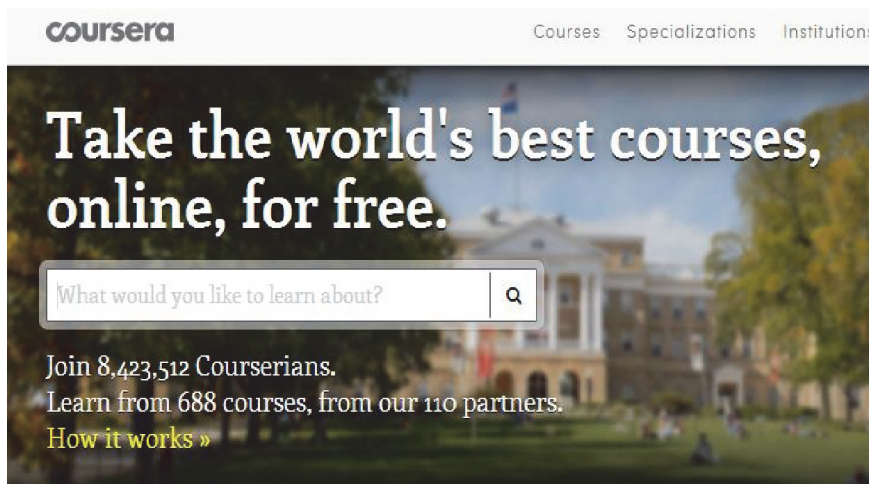 coursera
Courses Specializations Institutions
Take the world's best courses,
online, for free.
What would you like to learn about?
Join 8,423,512 Courserians.
Learn from 688 courses, from our 110 partners.
How it works »